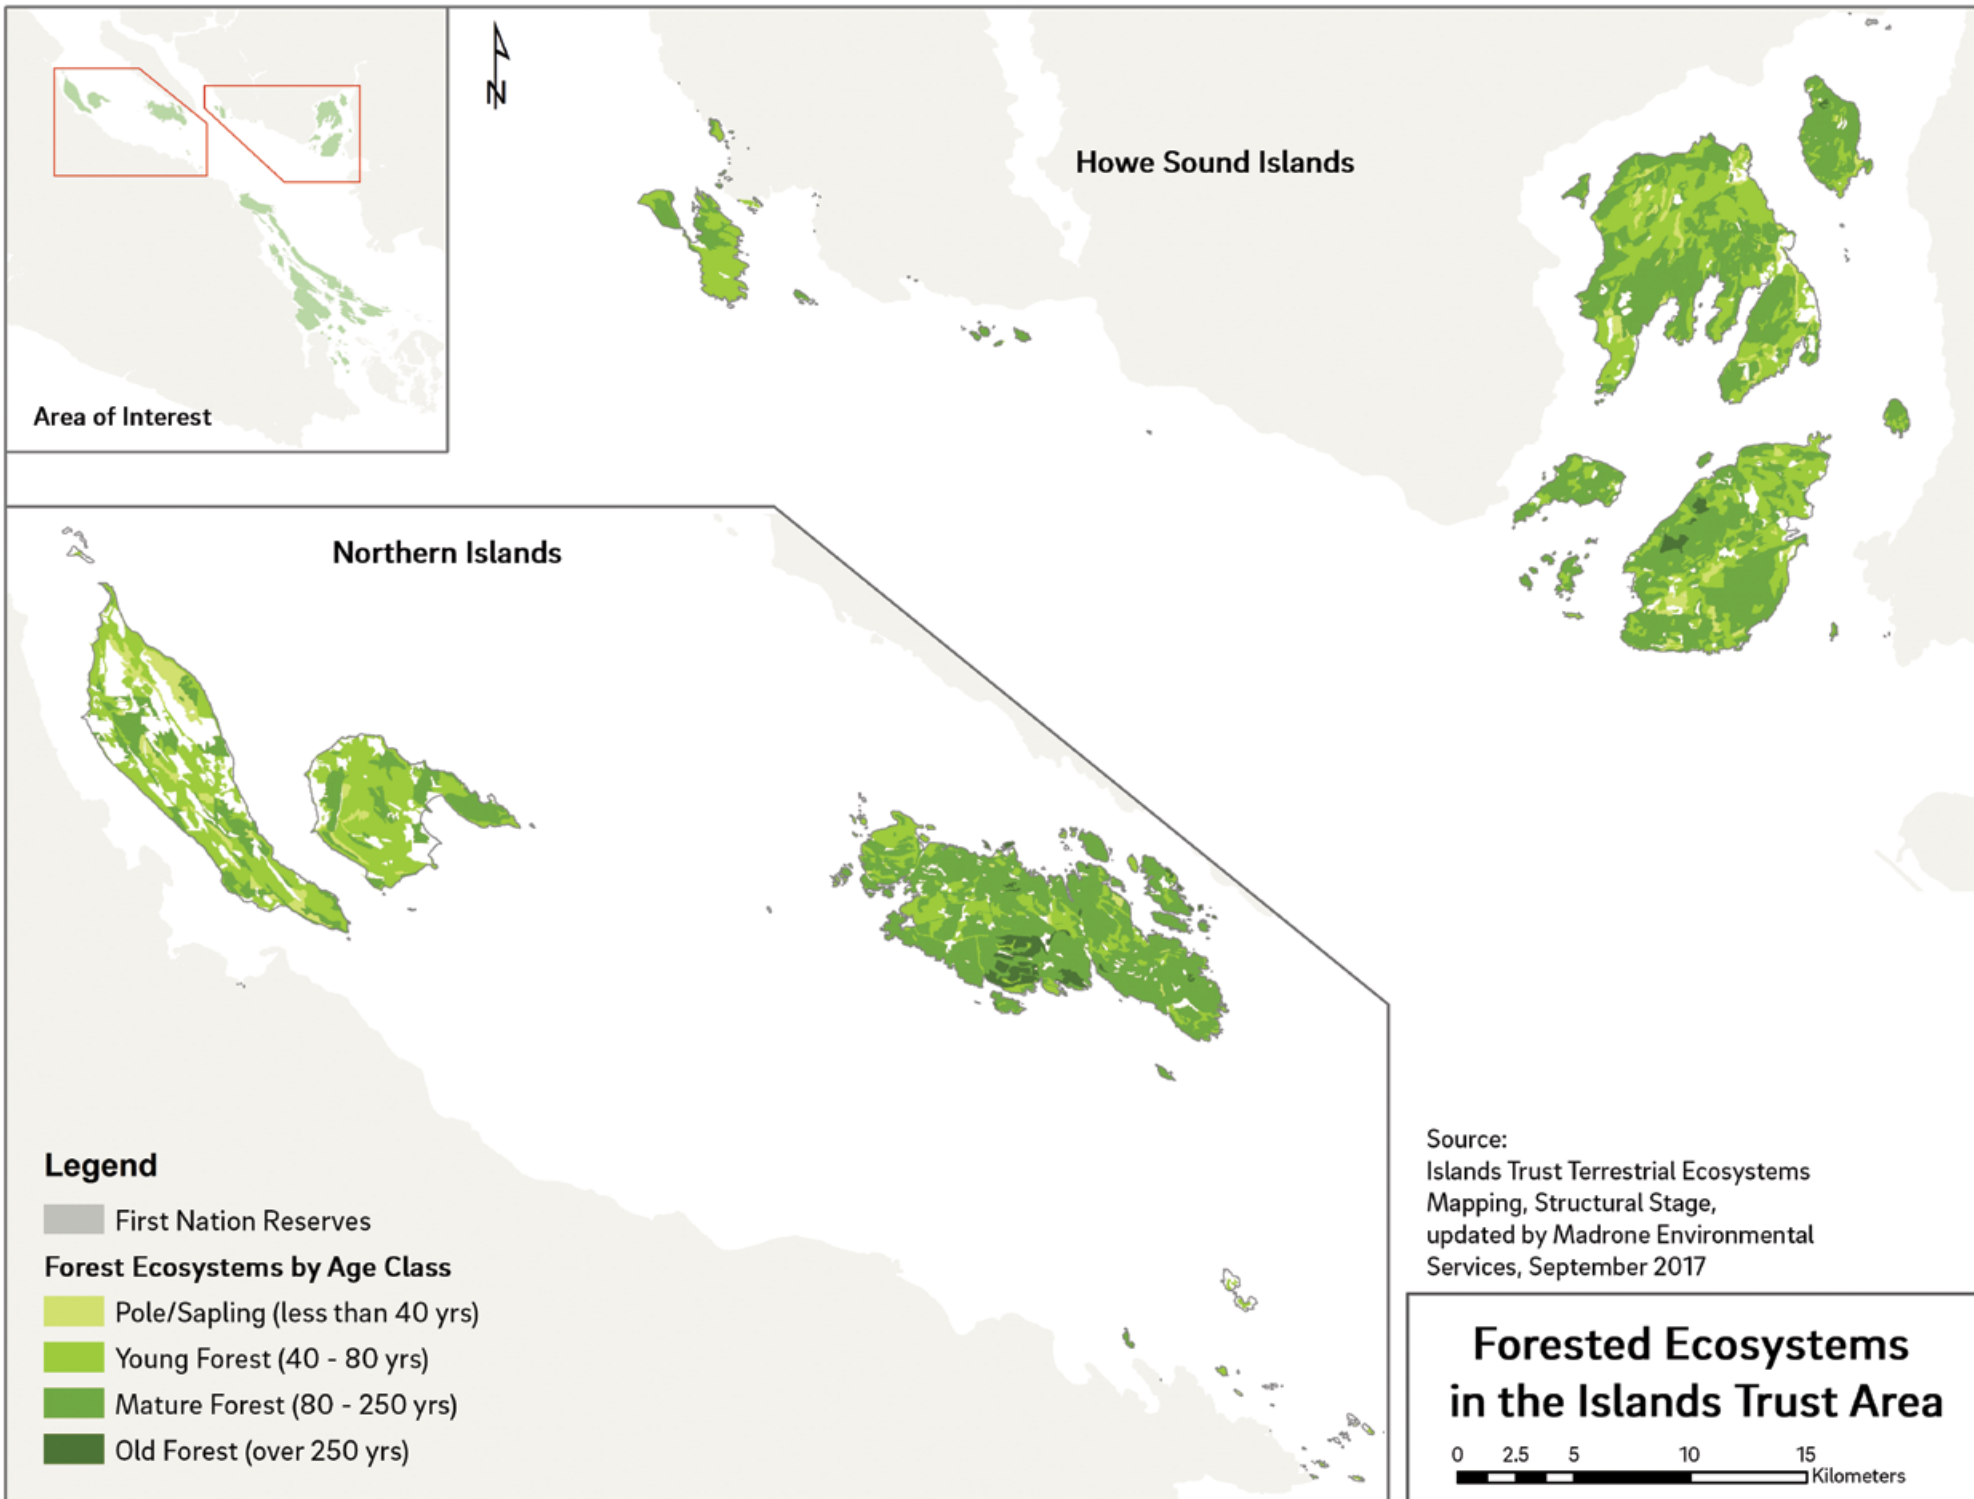 N
Howe Sound Islands
Area of Interest
Northern Islands
Legend
First Nation Reserves
Forest Ecosystems by Age Class
Pole/Sapling (less than 40 yrs)
Young Forest (40 - 80 yrs)
Mature Forest (80 - 250 yrs)
Old Forest (over 250 yrs)
Source:
Islands Trust Terrestrial Ecosystems
Mapping, Structural Stage,
updated by Madrone Environmental
Services, September 2017
Forested Ecosystems
in the Islands Trust Area
0 2.5 5 10 15
Kilometers